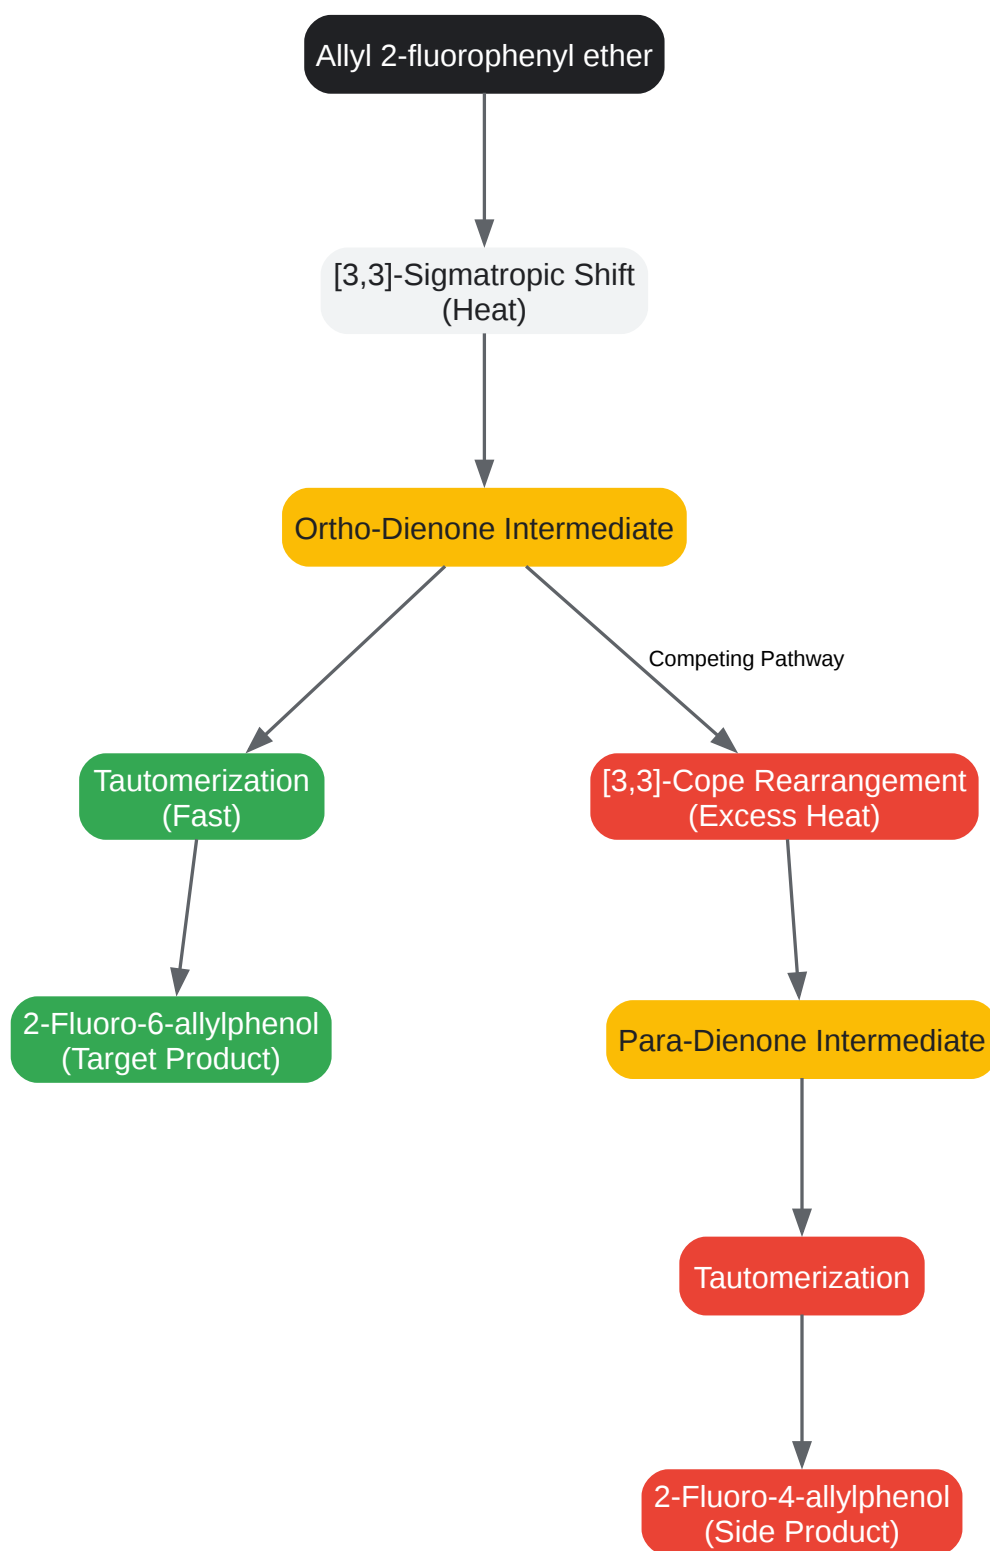 Allyl 2-fluorophenyl ether
[3,3]-Sigmatropic Shift
(Heat)
Ortho-Dienone Intermediate
Competing Pathway
Tautomerization
(Fast)
[3,3]-Cope Rearrangement
(Excess Heat)
2-Fluoro-6-allylphenol
(Target Product)
Para-Dienone Intermediate
Tautomerization
2-Fluoro-4-allylphenol
(Side Product)